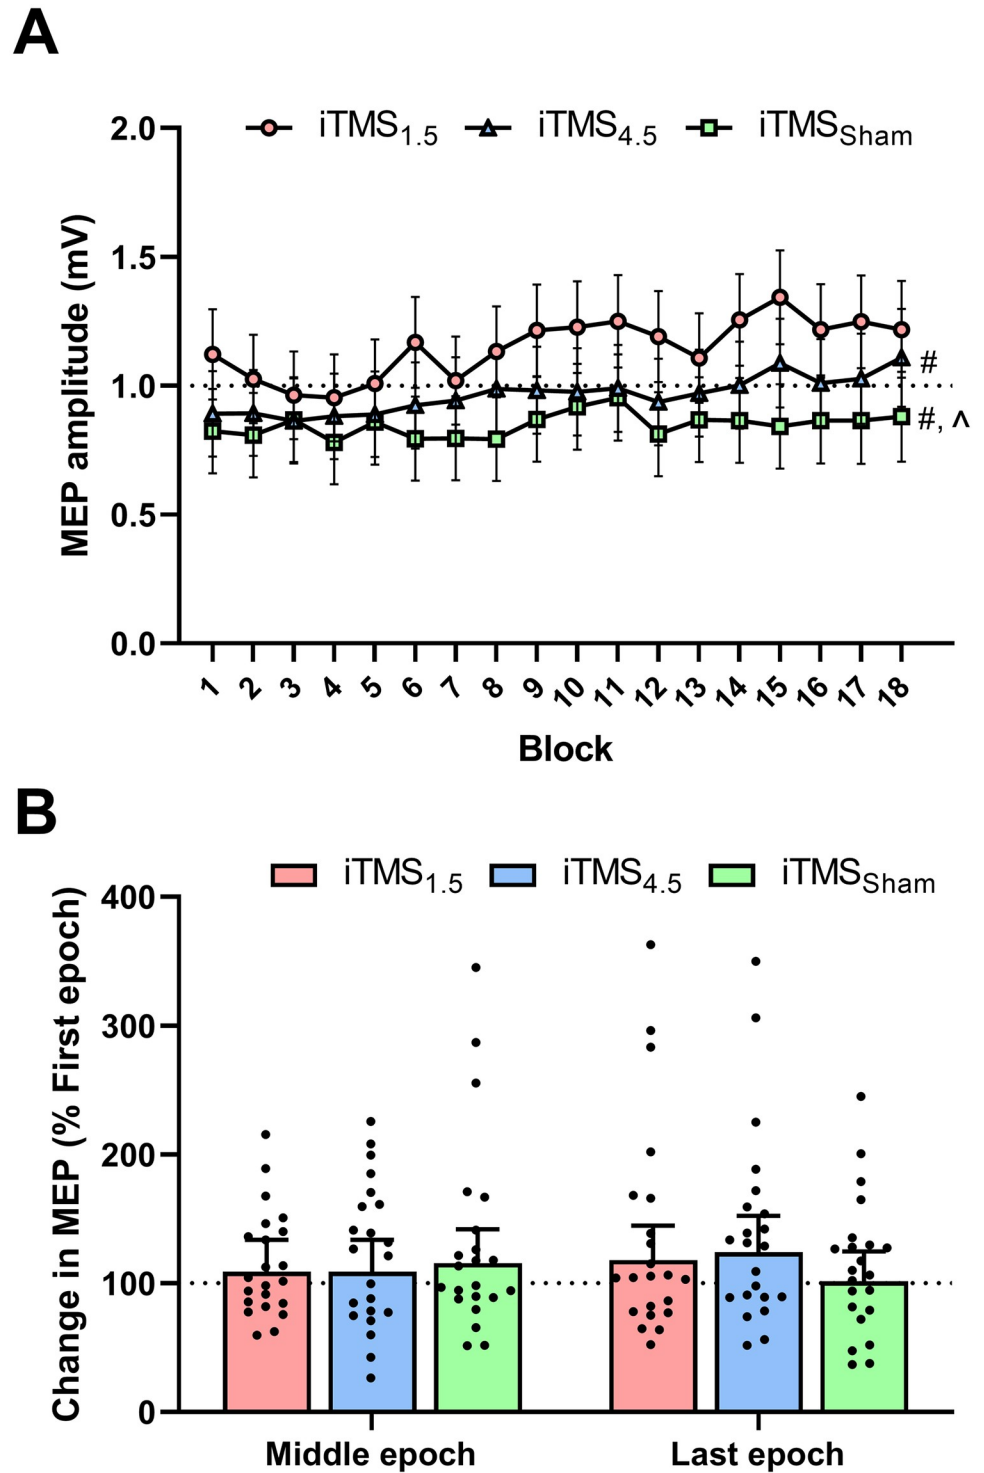 A
iTMS1.5 iTMS4.5 iTMSSham
2.0
1.5
1.0
0.5
0.0
MEP amplitude (mV)
#
#, ^
1 2 3 4 5 6 7 8 9 10 11 12 13 14 15 16 17 18
Block
B
iTMS1.5 iTMS4.5 iTMSSham
400
300
200
100
0
Change in MEP (% First epoch)
Middle epoch Last epoch